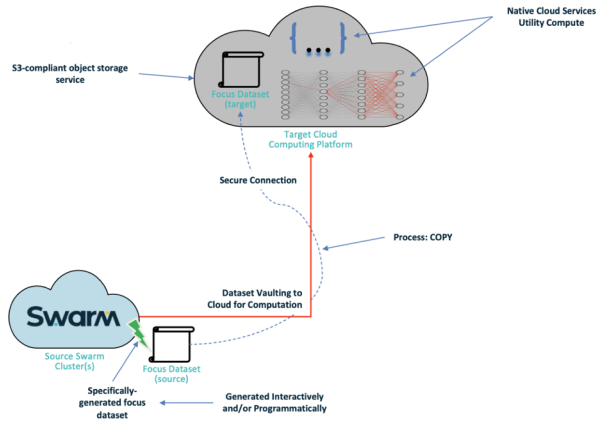 Native Cloud Services
Utility Compute
{ ... }
S3-compliant object storage
service
Focus Dataset
(target)
Target Cloud
Computing Platform
Secure Connection
Process: COPY
Dataset Vaulting to
Cloud for Computation
Swarm
Source Swarm
Cluster(s)
Focus Dataset
(source)
Specifically-
generated focus
dataset
Generated Interactively
and/or Programmatically